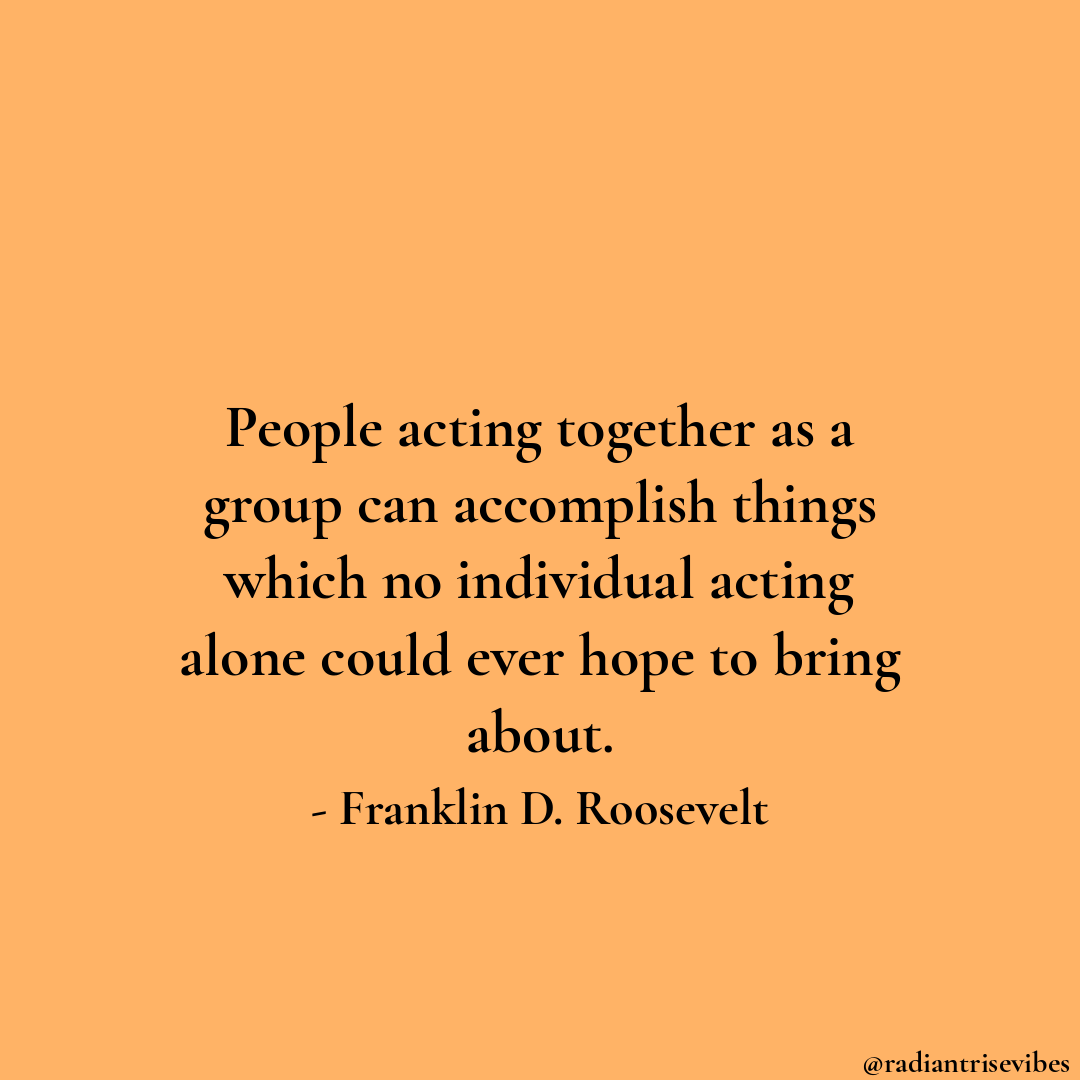 People acting together as a
group can accomplish things
which no individual acting
alone could ever hope to bring
about.
- Franklin D. Roosevelt
@radiantrisevibes